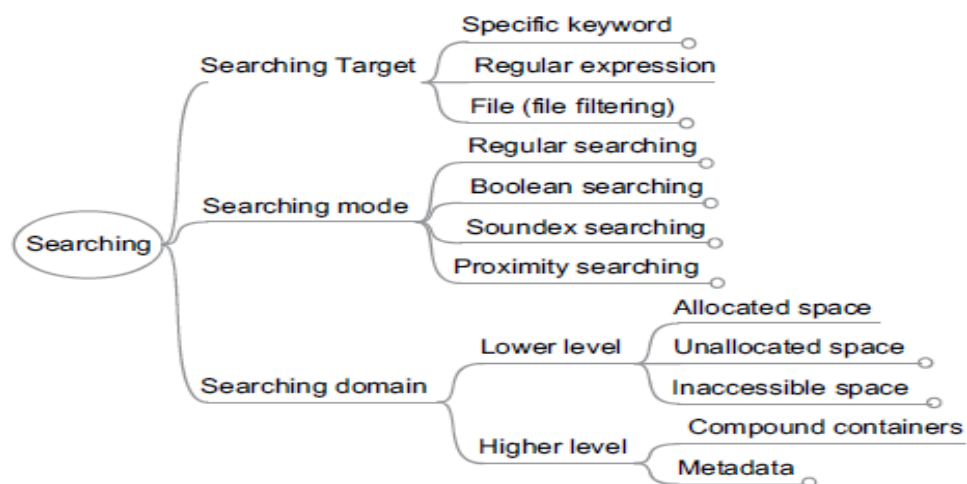 Specific keyword
Searching Target
Regular expression
File (file filtering)
Regular searching
Boolean searching
Searching mode
Soundex searching
Searching
Proximity searching
Allocated space
Lower level
Unallocated space
Searching domain
Inaccessible space
Compound containers
Higher level
Metadata